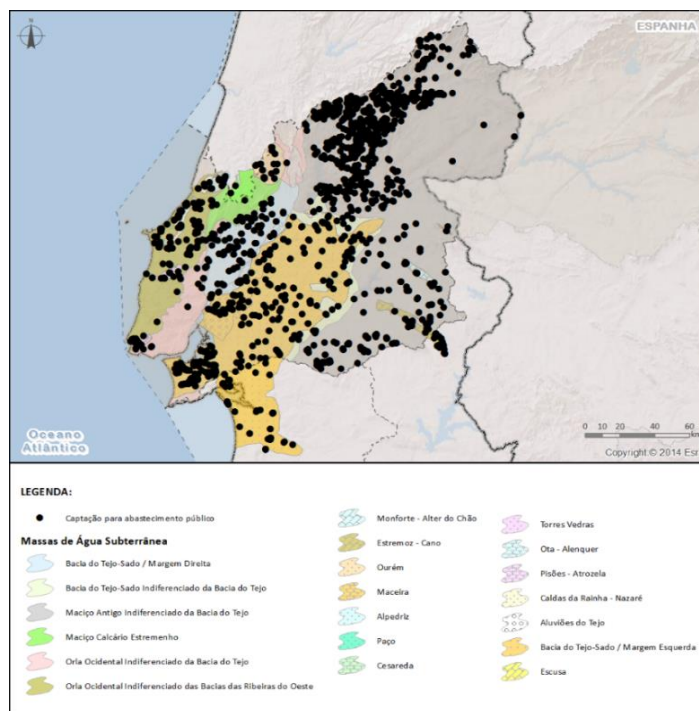 ESPANHA
Oceano
Atlântico
0 10 20 40 60
km
Copyright:© 2014 Esr
LEGENDA:
Captação para abastecimento público
Massas de Água Subterrânea
Bacia do Tejo-Sado / Margem Direita
Bacia do Tejo-Sado Indiferenciado da Bacia do Tejo
Maciço Antigo Indiferenciado da Bacia do Tejo
Maciço Calcário Estremenho
Orla Ocidental Indiferenciado da Bacia do Tejo
Orla Ocidental Indiferenciado das Bacias das Ribeiras do Oeste
Monforte - Alter do Chão
Estremoz - Cano
Ourém
Maceira
Alpedriz
Paço
Cesareda
Torres Vedras
Ota - Alenquer
Pisões - Atrozela
Caldas da Rainha - Nazaré
Aluviões do Tejo
Bacia do Tejo-Sado / Margem Esquerda
Escusa